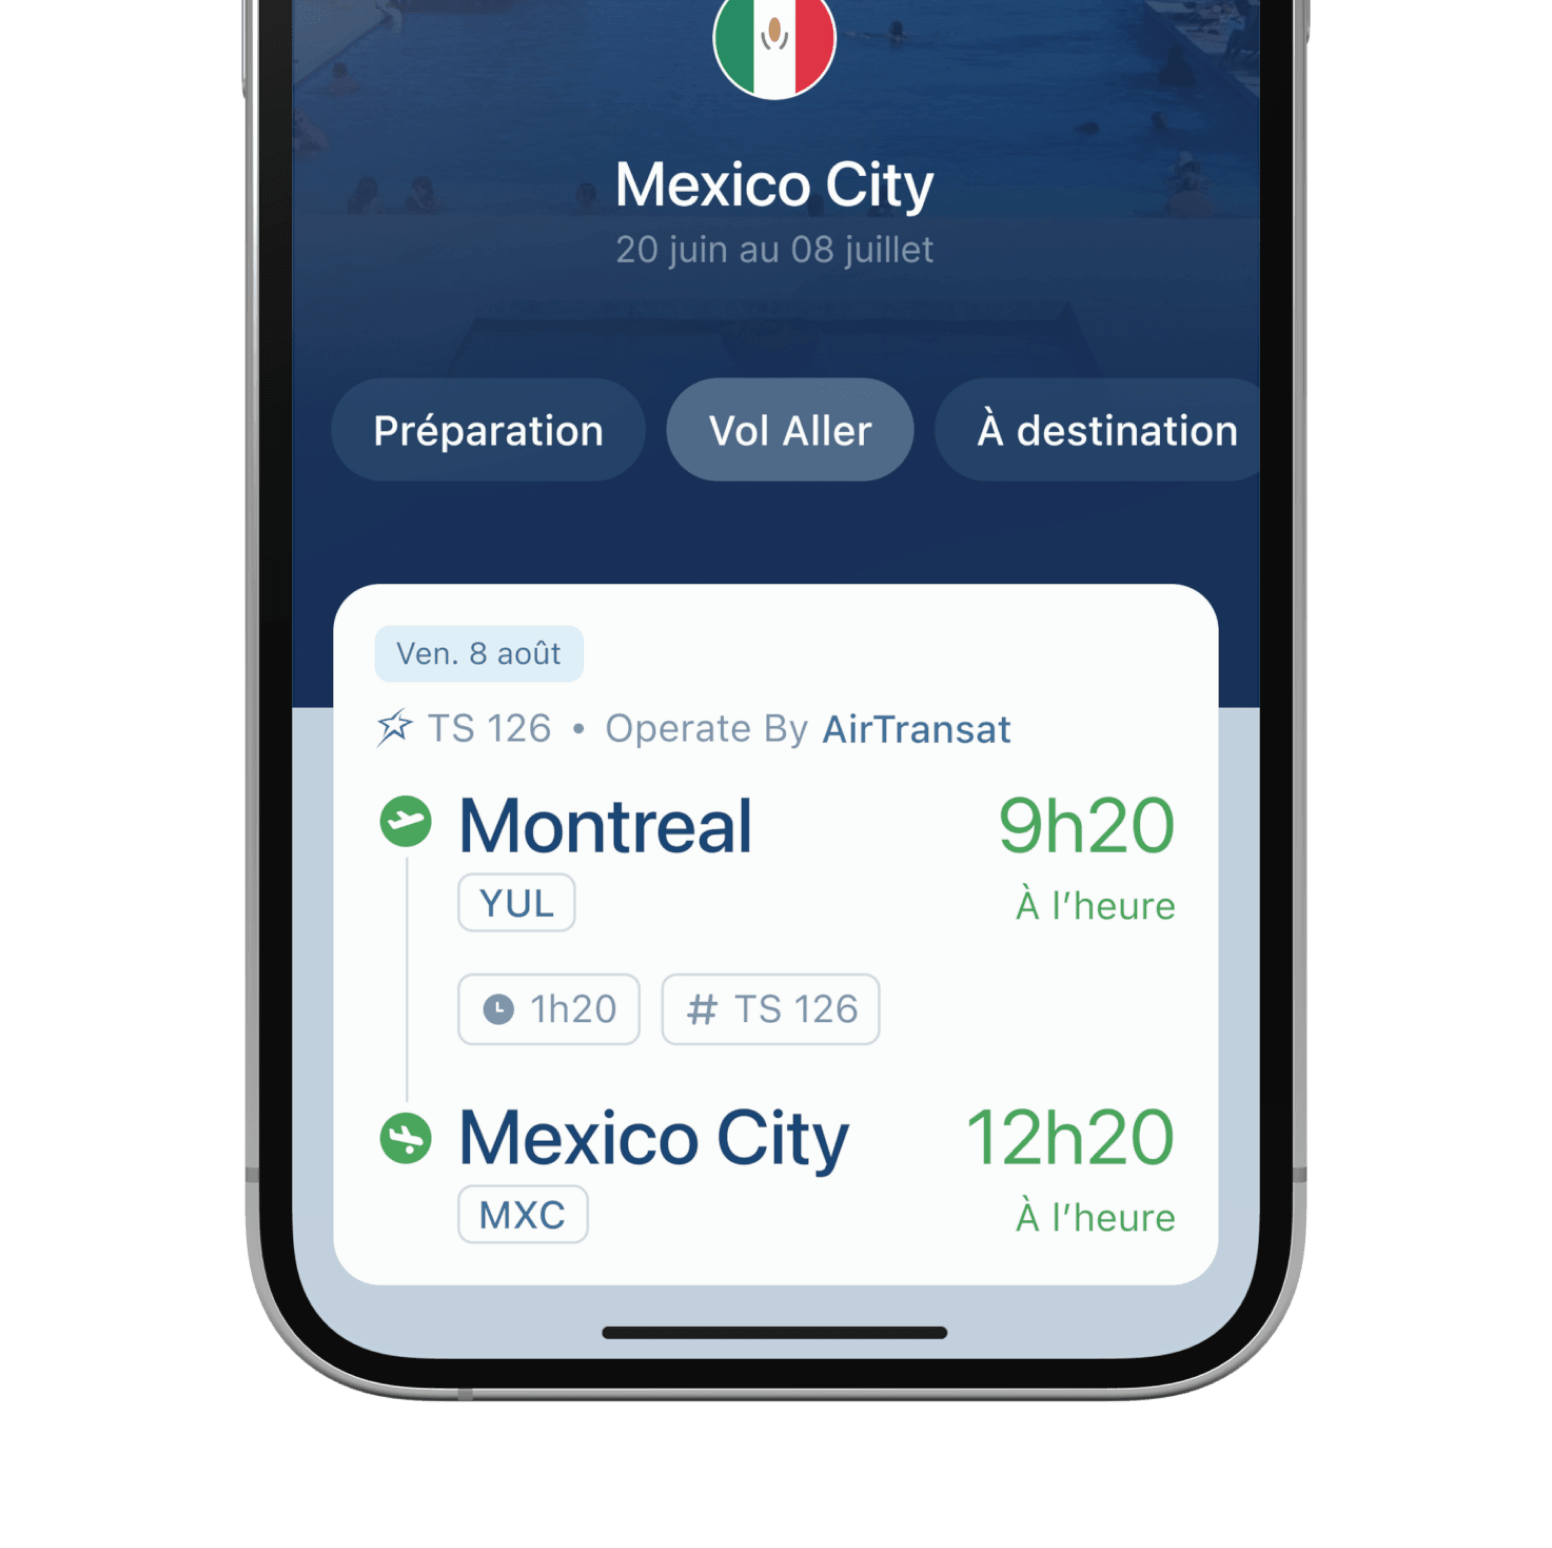 Mexico City
20 juin au 08 juillet
Préparation
Vol Aller
À destination
Ven. 8 août
TS 126 • Operate By AirTransat
Montreal 9h20
YUL À l’heure
1h20 # TS 126
Mexico City 12h20
MXC À l’heure